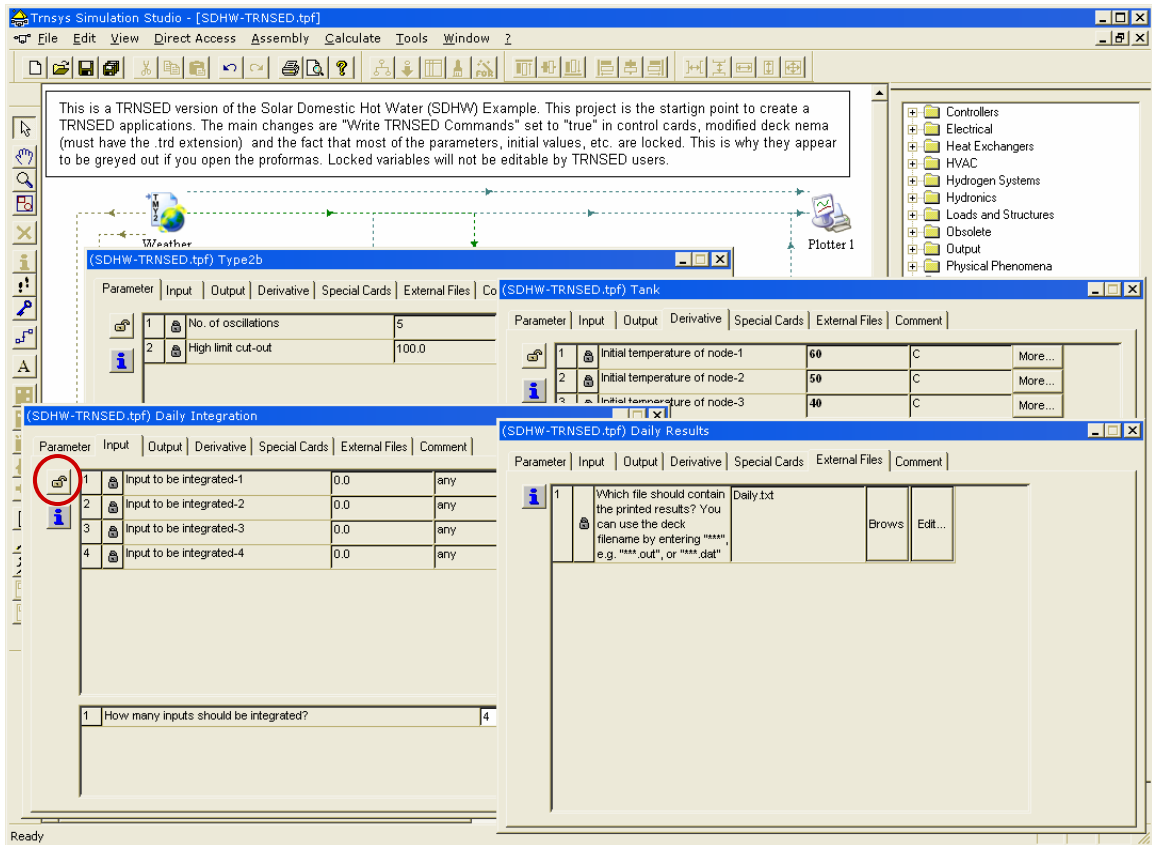 Trnsys Simulation Studio - [SDHW-TRNSED.tpf]
File Edit View Direct Access Assembly Calculate Tools Window ?
This is a TRNSED version of the Solar Domestic Hot Water (SDHW) Example. This project is the startign point to create a
TRNSED applications. The main changes are "Write TRNSED Commands" set to "true" in control cards, modified deck nema
(must have the .trd extension) and the fact that most of the parameters, initial values, etc. are locked. This is why they appear
to be greyed out if you open the proformas. Locked variables will not be editable by TRNSED users.
Controllers
Electrical
Heat Exchangers
HVAC
Hydrogen Systems
Hydronics
Loads and Structures
Obsolete
Output
Physical Phenomena
TMY2
Weather
Plotter 1
(SDHW-TRNSED.tpf) Type2b
Parameter Input Output Derivative Special Cards External Files Co
1 No. of oscillations 5
2 High limit cut-out 100.0
(SDHW-TRNSED.tpf) Tank
Parameter Input Output Derivative Special Cards External Files Comment
1 Initial temperature of node-1 60 C More...
2 Initial temperature of node-2 50 C More...
3 Initial temperature of node-3 40 C More...
(SDHW-TRNSED.tpf) Daily Integration
Parameter Input Output Derivative Special Cards External Files Comment
1 Input to be integrated-1 0.0 any
2 Input to be integrated-2 0.0 any
3 Input to be integrated-3 0.0 any
4 Input to be integrated-4 0.0 any
1 How many inputs should be integrated? 4
(SDHW-TRNSED.tpf) Daily Results
Parameter Input Output Derivative Special Cards External Files Comment
1 Which file should contain Daily.txt Brows Edit...
the printed results? You
can use the deck
filename by entering "***",
e.g. "***.out", or "***.dat"
Ready